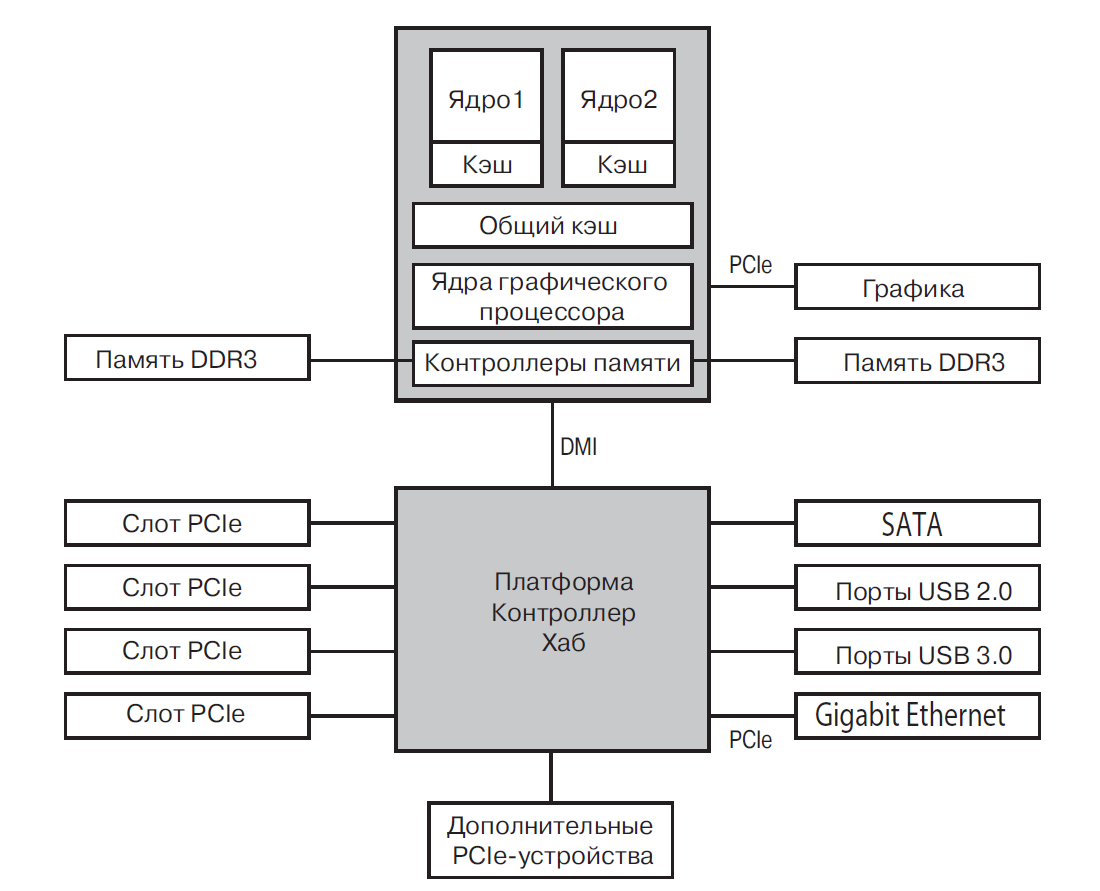 Ядро1
Ядро2
Кэш
Кэш
Общий кэш
Ядра графического
процессора
PCIe
Графика
Память DDR3
Контроллеры памяти
Память DDR3
DMI
Слот PCIe
SATA
Слот PCIe
Порты USB 2.0
Платформа
Контроллер
Хаб
Слот PCIe
Порты USB 3.0
Слот PCIe
Gigabit Ethernet
PCIe
Дополнительные
PCIe-устройства